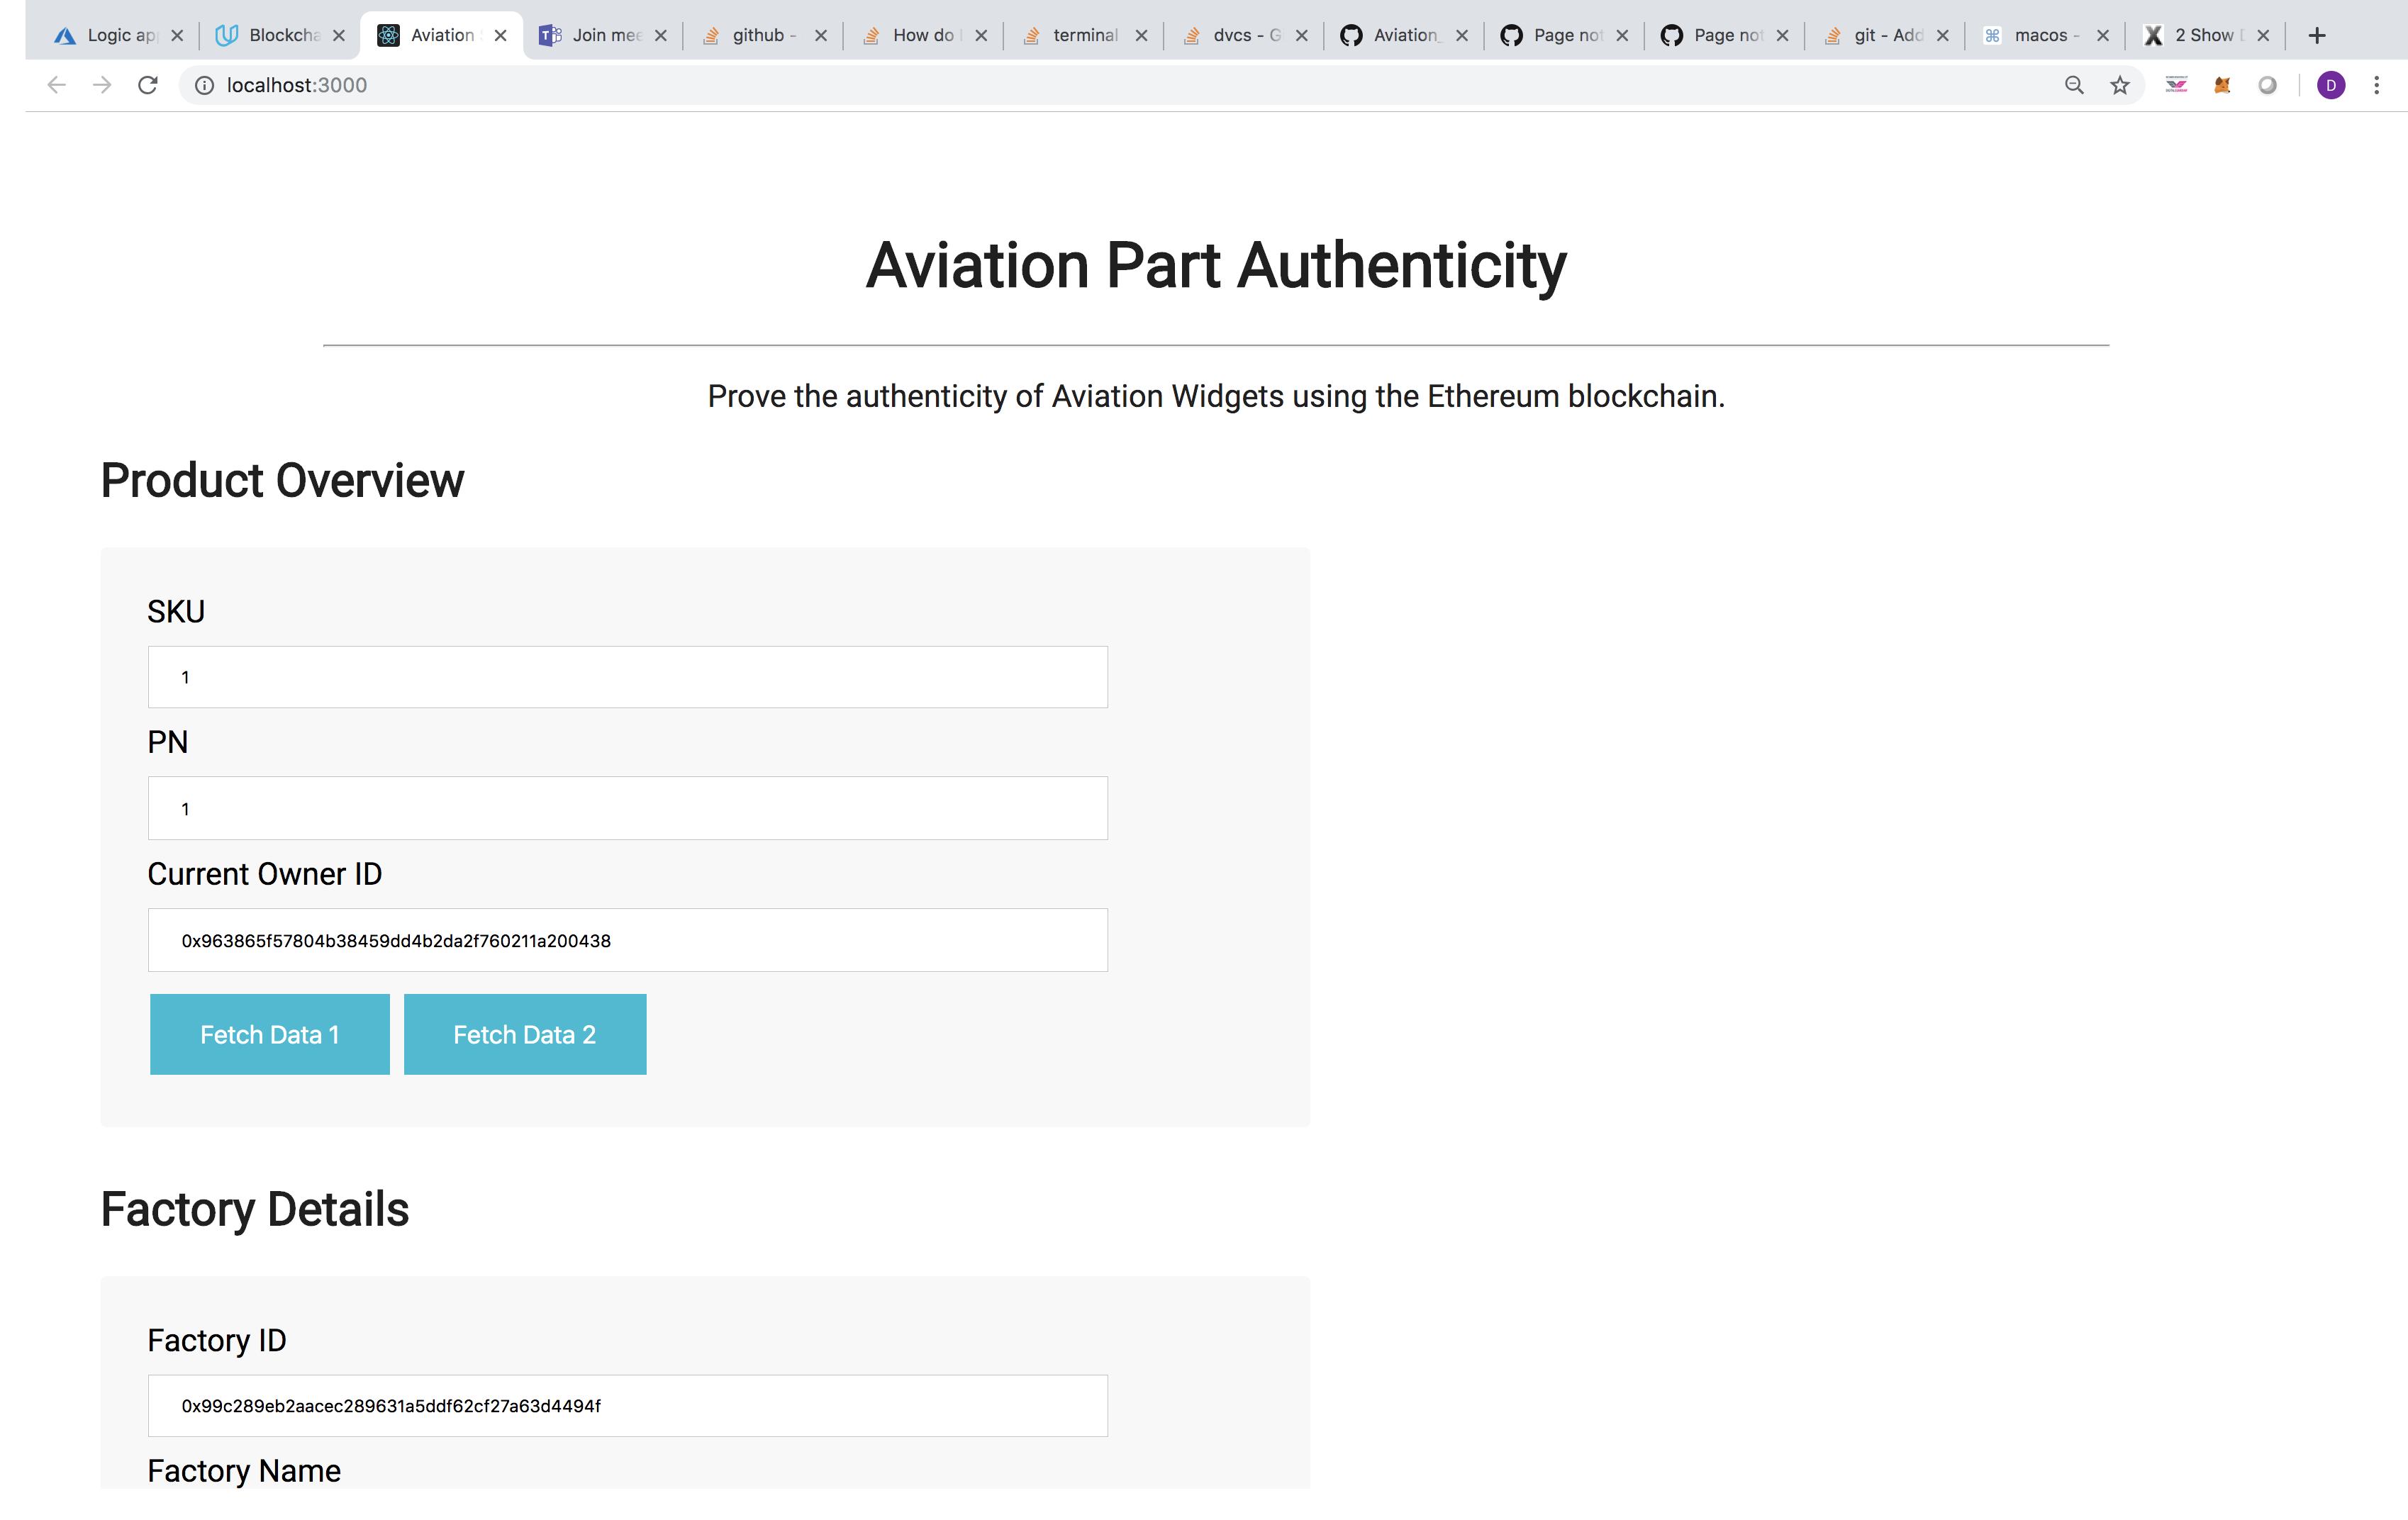 Logic ap
Blockcha
Aviation
Join mee
github -
How do
terminal
dvcs - G
Aviation_
Page not
Page not
git - Add
macos -
2 Show
localhost:3000
D
Aviation Part Authenticity
Prove the authenticity of Aviation Widgets using the Ethereum blockchain.
Product Overview
SKU
1
PN
1
Current Owner ID
0x963865f57804b38459dd4b2da2f760211a200438
Fetch Data 1
Fetch Data 2
Factory Details
Factory ID
0x99c289eb2aacec289631a5ddf62cf27a63d4494f
Factory Name